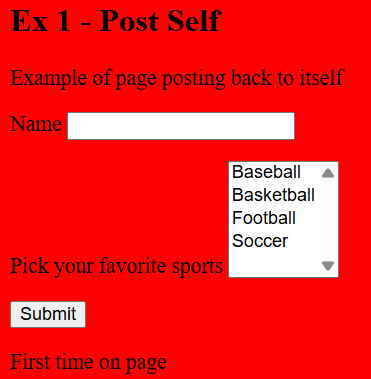 Ex 1 - Post Self
Example of page posting back to itself
Name
Baseball
Basketball
Football
Soccer
Pick your favorite sports
Submit
First time on page